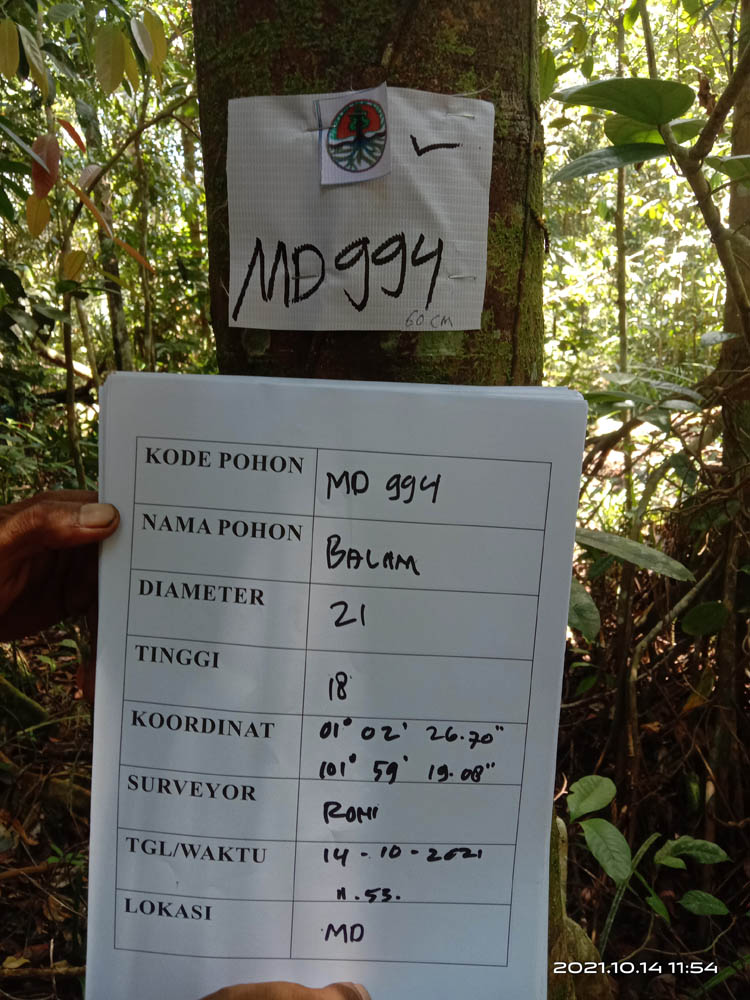 MD 994
60 CM
KODE POHON MD 994
NAMA POHON BALAM
DIAMETER 21
TINGGI 18
KOORDINAT 01° 02' 26.70"
101° 59' 19.08"
SURVEYOR ROMI
TGL/WAKTU 14-10-2021
11.53.
LOKASI MD
2021.10.14 11:54